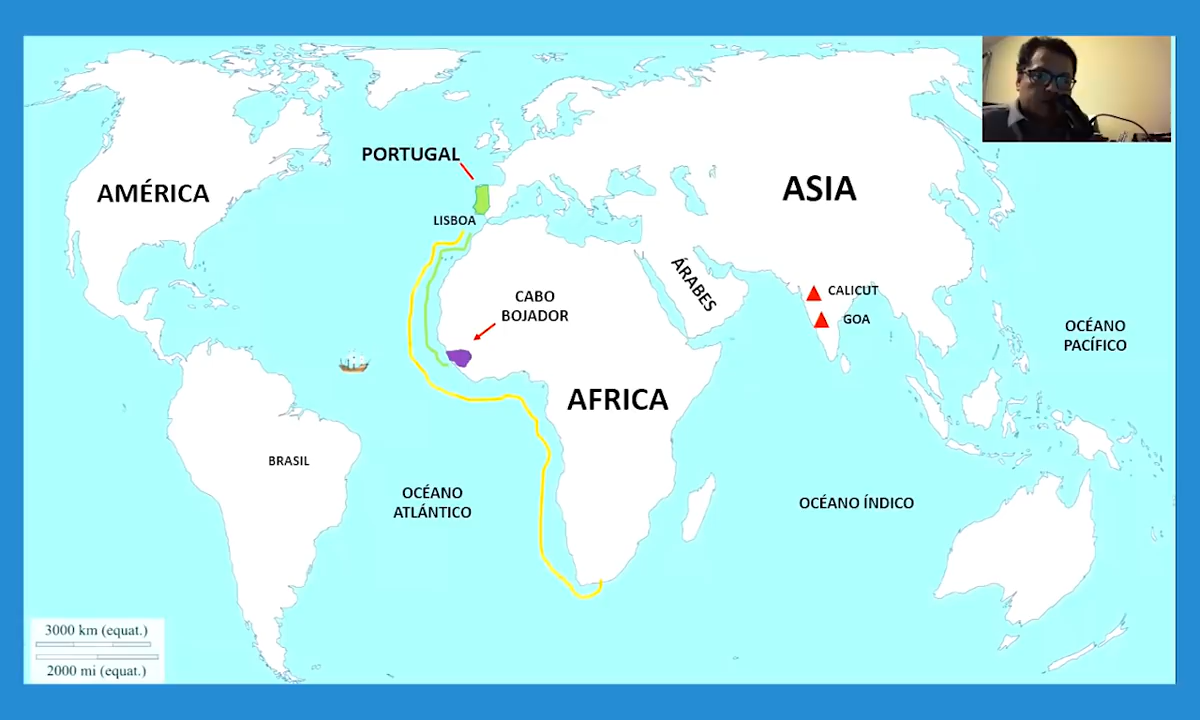 PORTUGAL
AMÉRICA
ASIA
LISBOA
ÁRABES
CALICUT
CABO
BOJADOR
GOA
OCÉANO
PACÍFICO
AFRICA
BRASIL
OCÉANO
ATLÁNTICO
OCÉANO ÍNDICO
3000 km (equat.)
2000 mi (equat.)